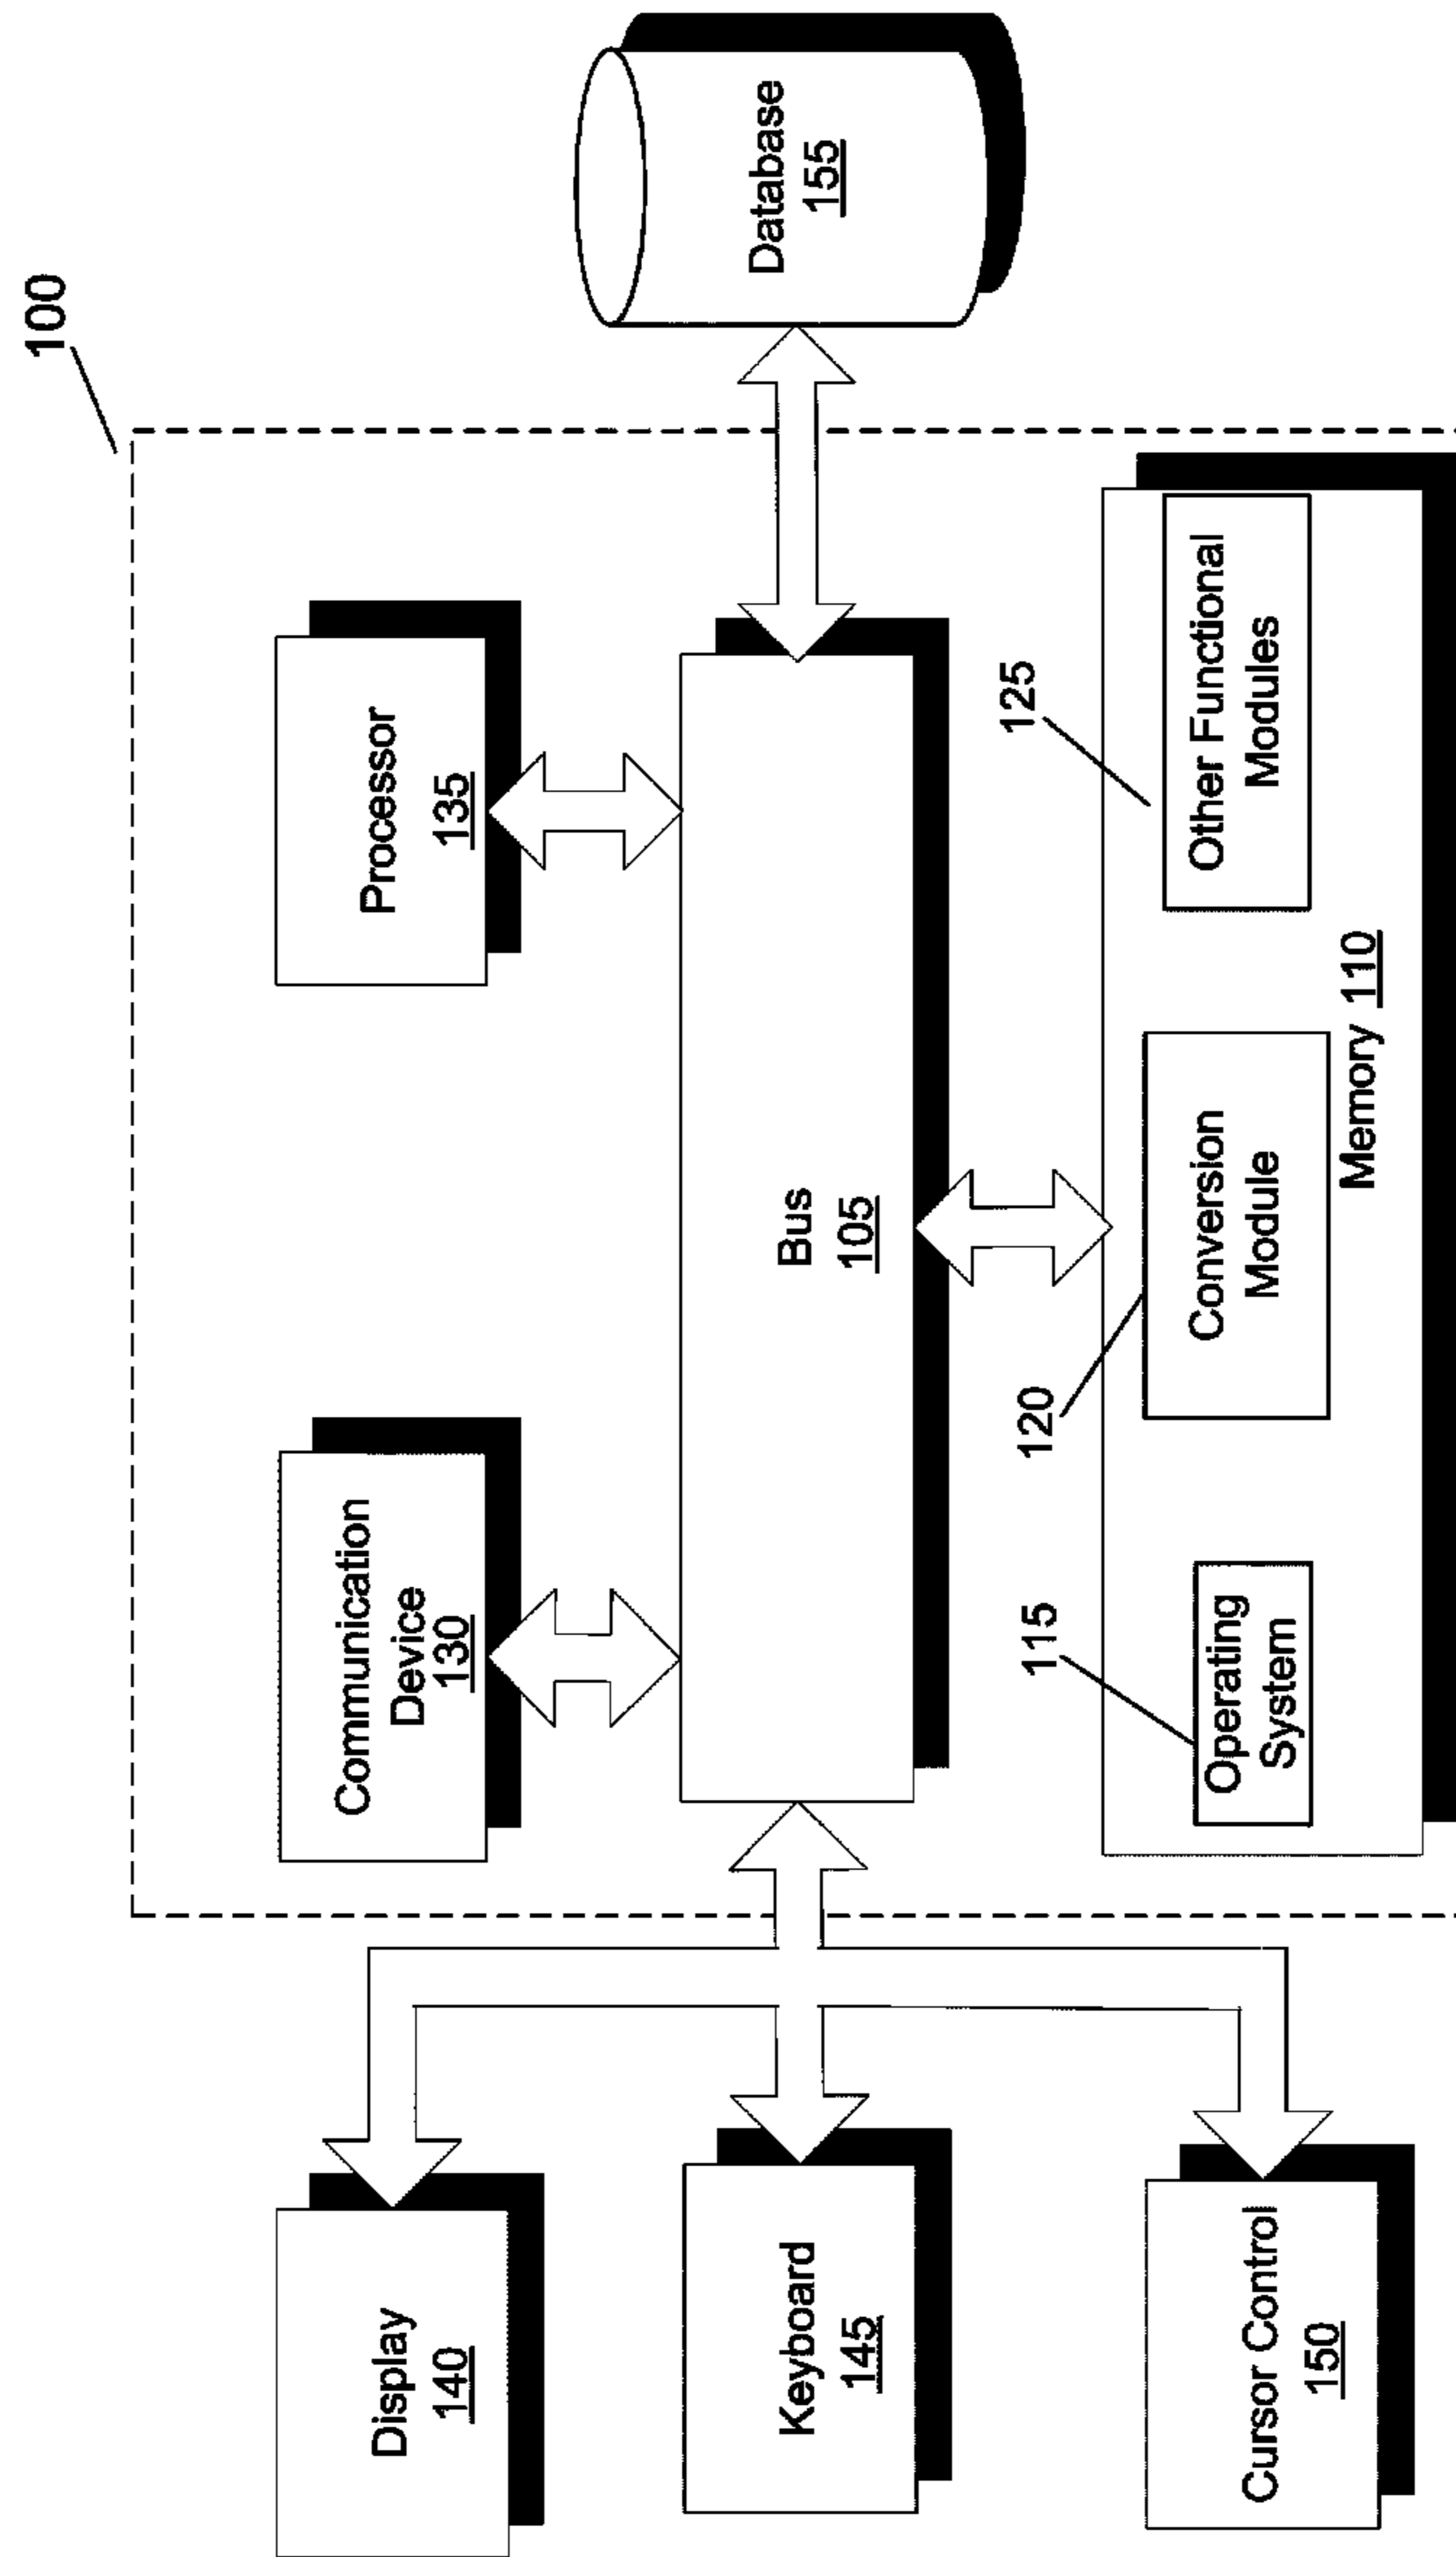 100
Display
140
Keyboard
145
Cursor Control
150
Communication
Device
130
Processor
135
Bus
105
Database
155
115
120
125
Operating
System
Conversion
Module
Other Functional
Modules
Memory 110